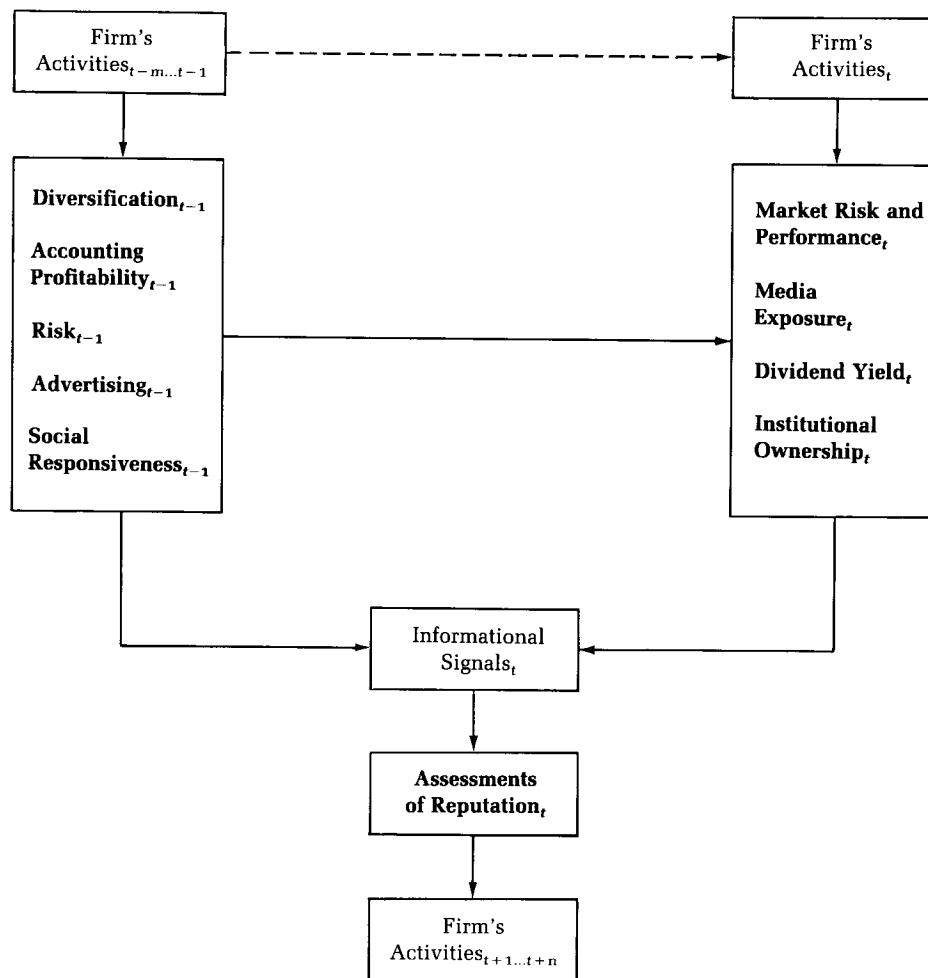 Firm's
Activities_{t-m...t-1}
Firm's
Activities_t
Diversification_{t-1}
Accounting
Profitability_{t-1}
Risk_{t-1}
Advertising_{t-1}
Social
Responsiveness_{t-1}
Market Risk and
Performance_t
Media
Exposure_t
Dividend Yield_t
Institutional
Ownership_t
Informational
Signals_t
Assessments
of Reputation_t
Firm's
Activities_{t+1...t+n}